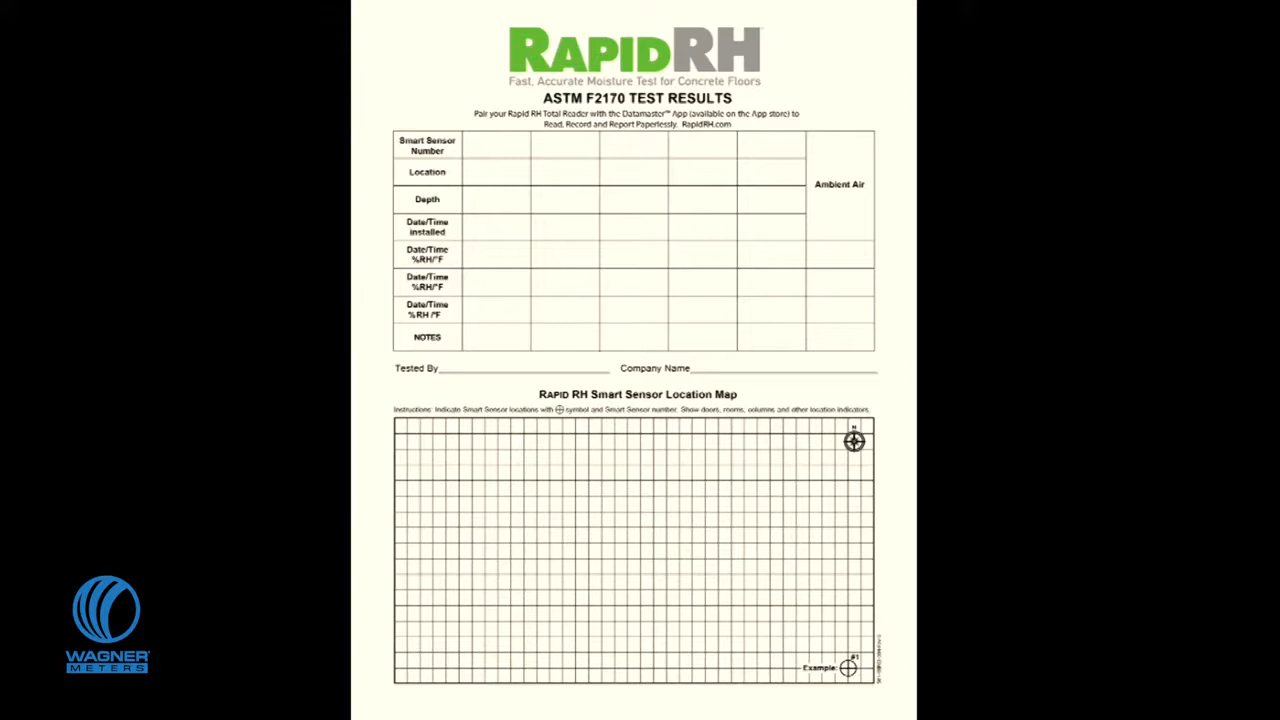 RAPIDRH
Fast, Accurate Moisture Test for Concrete Floors
ASTM F2170 TEST RESULTS
Pair your Rapid RH Total Reader with the Datamaster™ App (available on the App store) to
Read, Record and Report Paperlessly. RapidRH.com
Smart Sensor
Number
Location
Ambient Air
Depth
Date/Time
installed
Date/Time
%RH/°F
Date/Time
%RH/°F
Date/Time
%RH /°F
NOTES
Tested By Company Name
RAPID RH Smart Sensor Location Map
Instructions: Indicate Smart Sensor locations with symbol and Smart Sensor number. Show doors, rooms, columns and other location indicators.
N
#1
Example:
WAGNER
METERS